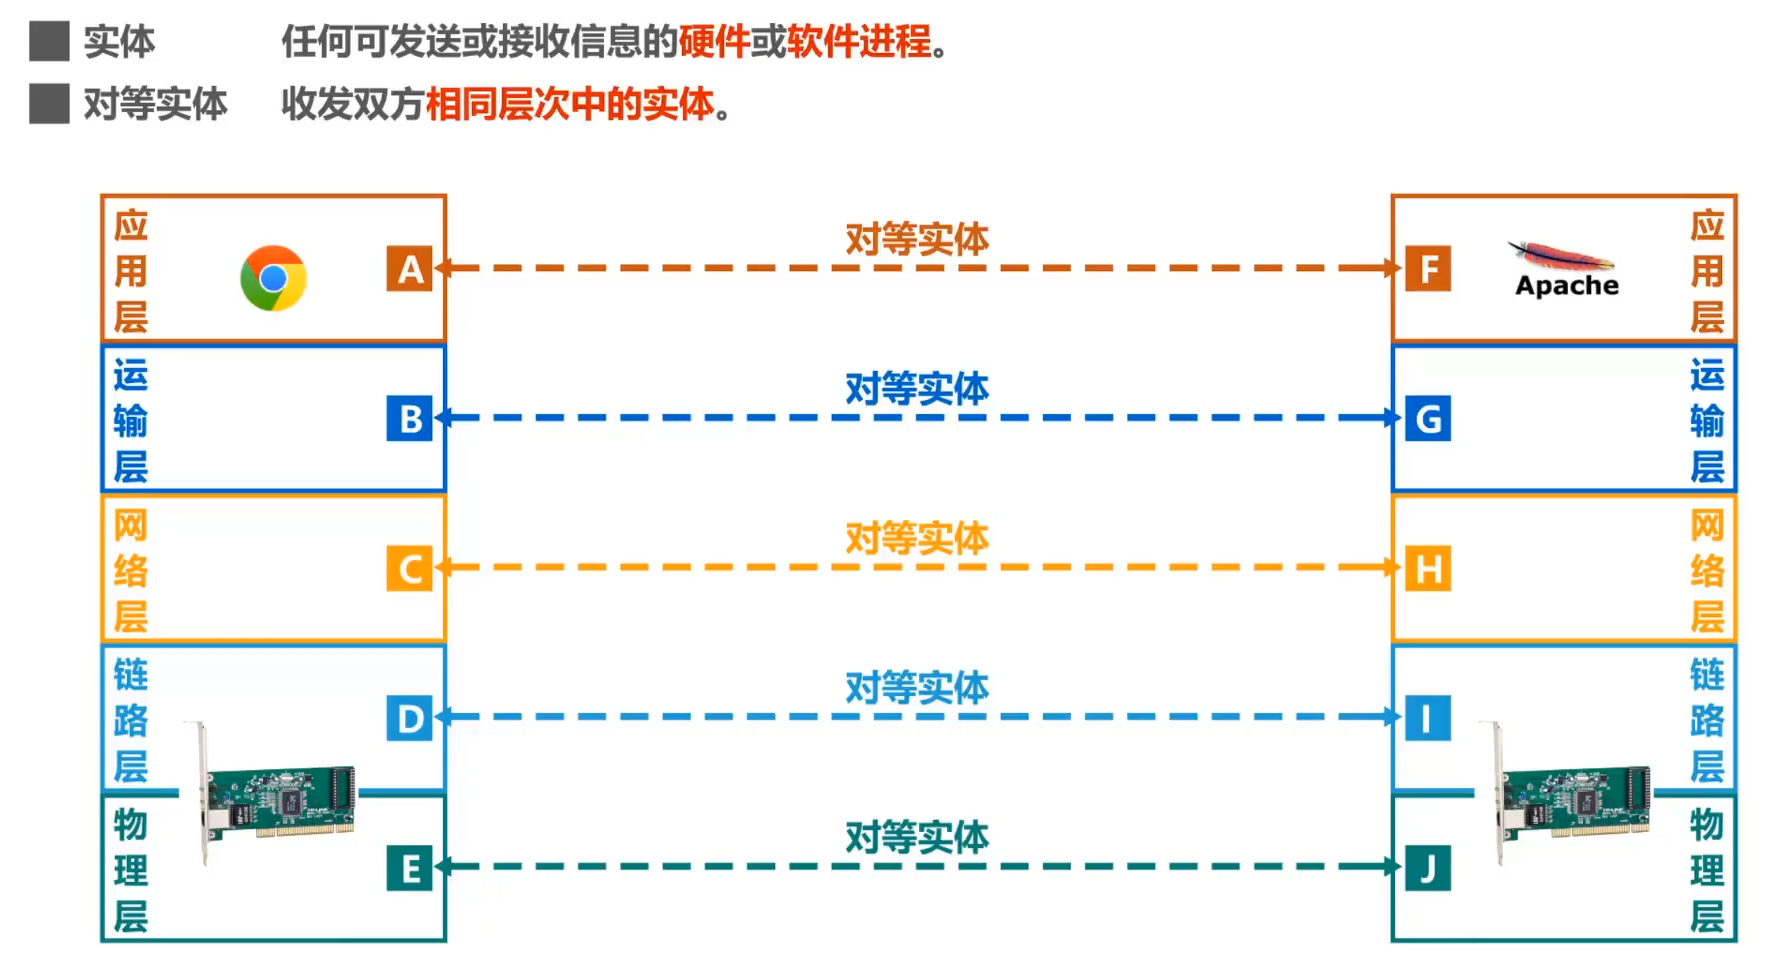 实体 任何可发送或接收信息的硬件或软件进程。
对等实体 收发双方相同层次中的实体。
应用层
A
对等实体
F
Apache
应用层
运输层
B
对等实体
G
运输层
网络层
C
对等实体
H
网络层
链路层
D
对等实体
I
链路层
物理层
E
对等实体
J
物理层